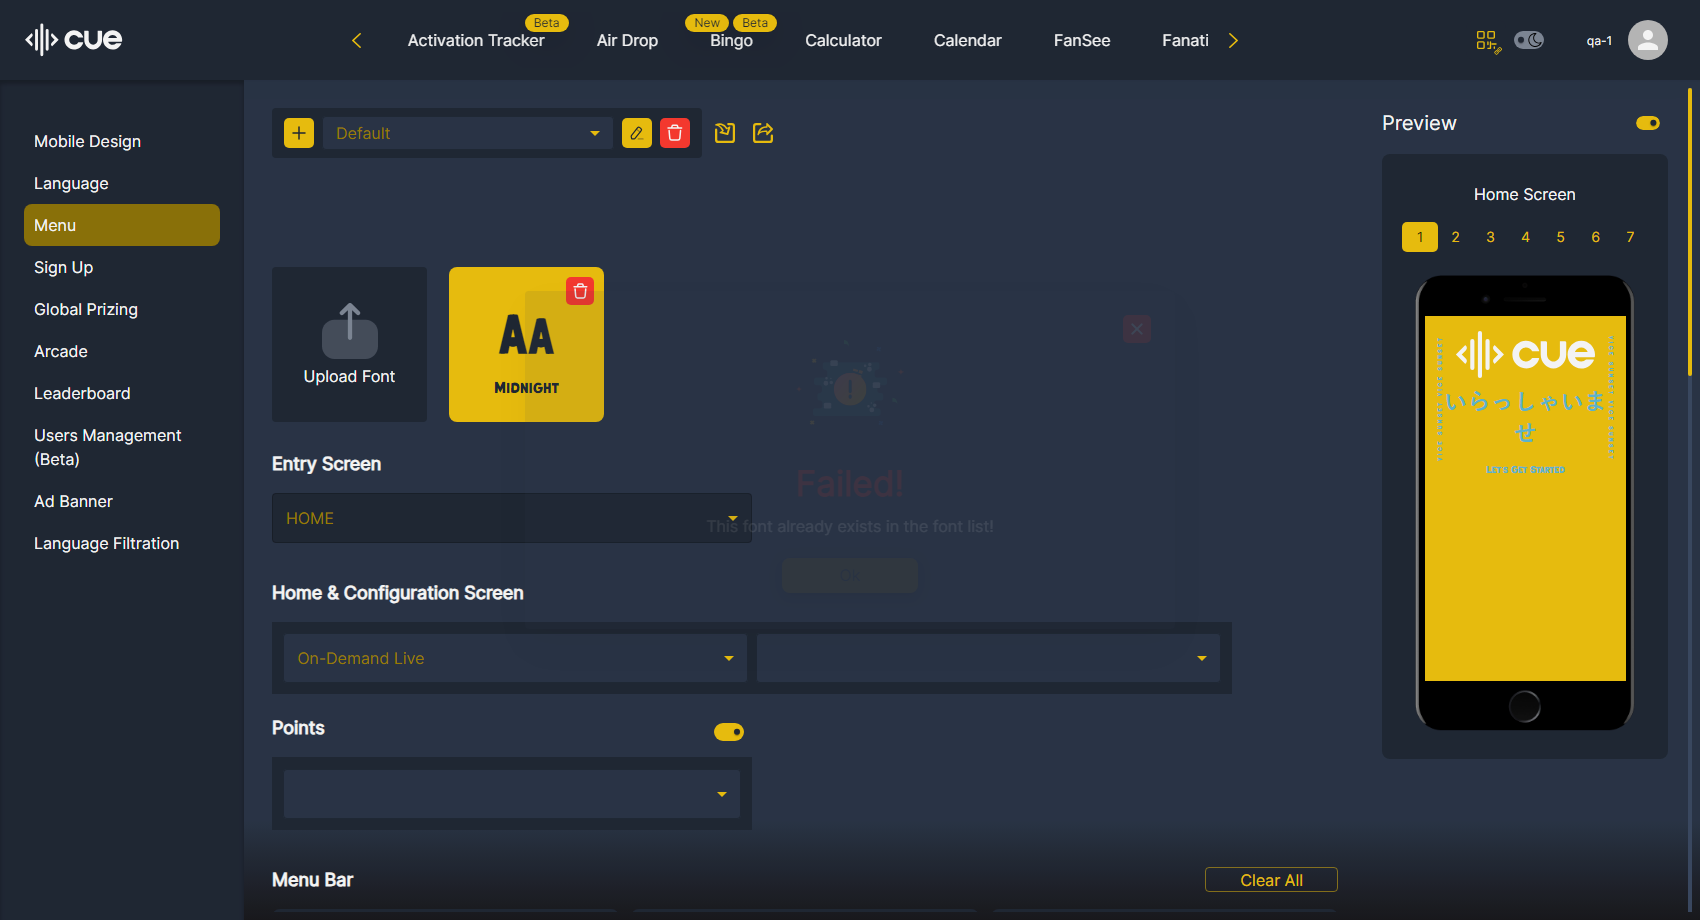 cue
Beta
New
Beta
Activation Tracker
Air Drop
Bingo
Calculator
Calendar
FanSee
Fanati
qa-1
Mobile Design
Language
Menu
Sign Up
Global Prizing
Arcade
Leaderboard
Users Management
(Beta)
Ad Banner
Language Filtration
Default
Upload Font
AA
MIDNIGHT
Failed!
This font already exists in the font list!
Ok
Entry Screen
HOME
Home & Configuration Screen
On-Demand Live
Points
Menu Bar
Clear All
Preview
Home Screen
1 2 3 4 5 6 7
cue
いらっしゃいま
せ
LET'S GET STARTED